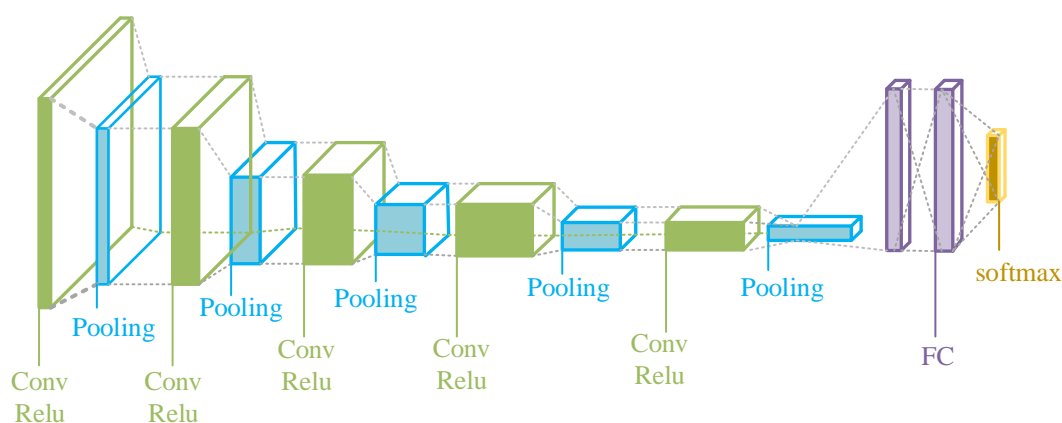 Conv
Relu
Pooling
Conv
Relu
Pooling
Conv
Relu
Pooling
Conv
Relu
Pooling
Conv
Relu
Pooling
FC
softmax